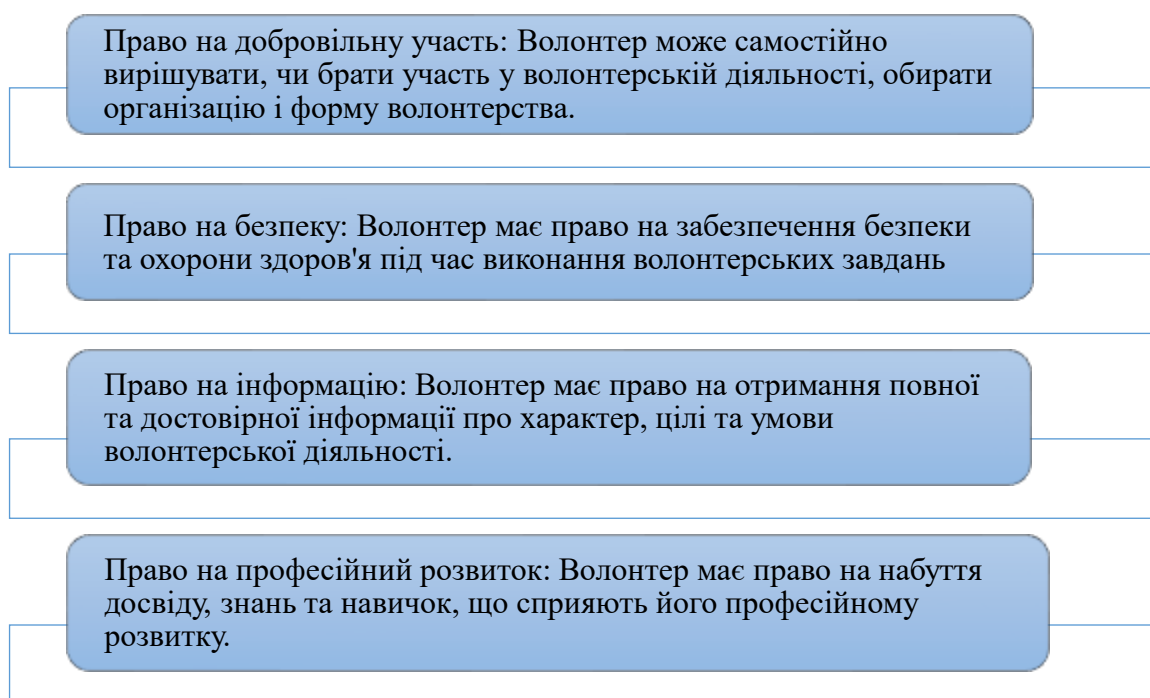 Право на добровільну участь: Волонтер може самостійно
вирішувати, чи брати участь у волонтерській діяльності, обирати
організацію і форму волонтерства.
Право на безпеку: Волонтер має право на забезпечення безпеки
та охорони здоров'я під час виконання волонтерських завдань
Право на інформацію: Волонтер має право на отримання повної
та достовірної інформації про характер, цілі та умови
волонтерської діяльності.
Право на професійний розвиток: Волонтер має право на набуття
досвіду, знань та навичок, що сприяють його професійному
розвитку.